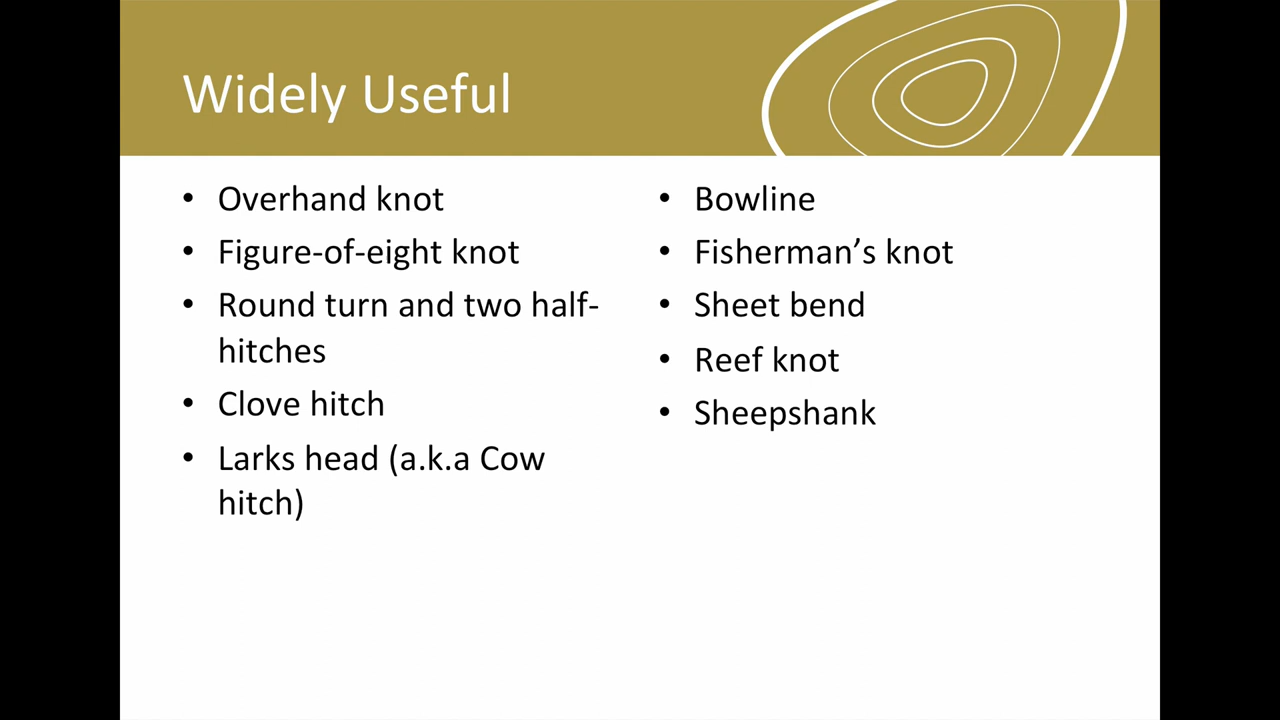 Widely Useful
• Overhand knot
• Figure-of-eight knot
• Round turn and two half-
hitches
• Clove hitch
• Larks head (a.k.a Cow
hitch)
• Bowline
• Fisherman’s knot
• Sheet bend
• Reef knot
• Sheepshank